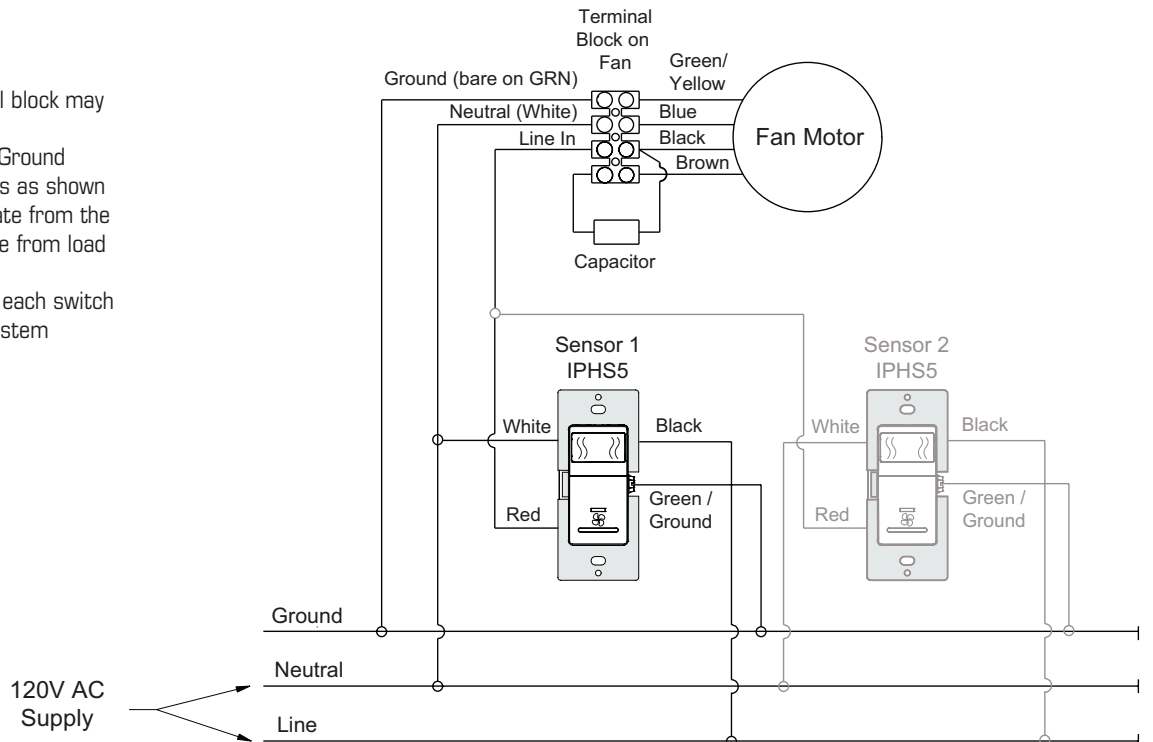 l block may
Ground
s as shown
ate from the
e from load
each switch
stem
Terminal
Block on
Fan
Ground (bare on GRN)
Neutral (White)
Line In
Green/
Yellow
Blue
Black
Brown
Fan Motor
Capacitor
Sensor 1
IPHS5
White
Black
Red
Green /
Ground
Sensor 2
IPHS5
White
Black
Red
Green /
Ground
Ground
Neutral
120V AC
Supply
Line